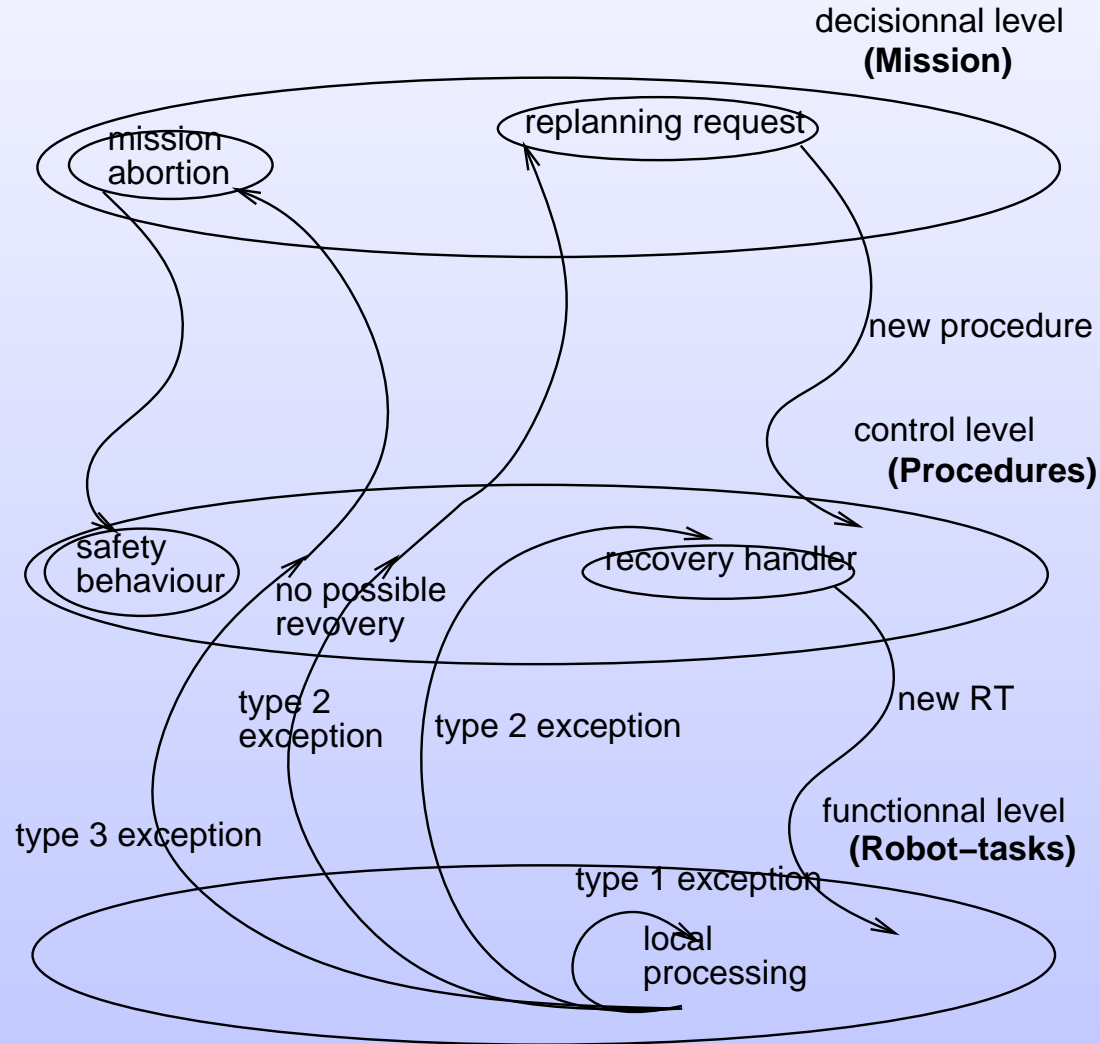 decisionnal level
(Mission)
replanning request
mission
abortion
new procedure
control level
(Procedures)
safety
behaviour
recovery handler
no possible
revovery
type 2
exception
type 2 exception
new RT
functionnal level
(Robot−tasks)
type 3 exception
type 1 exception
local
processing